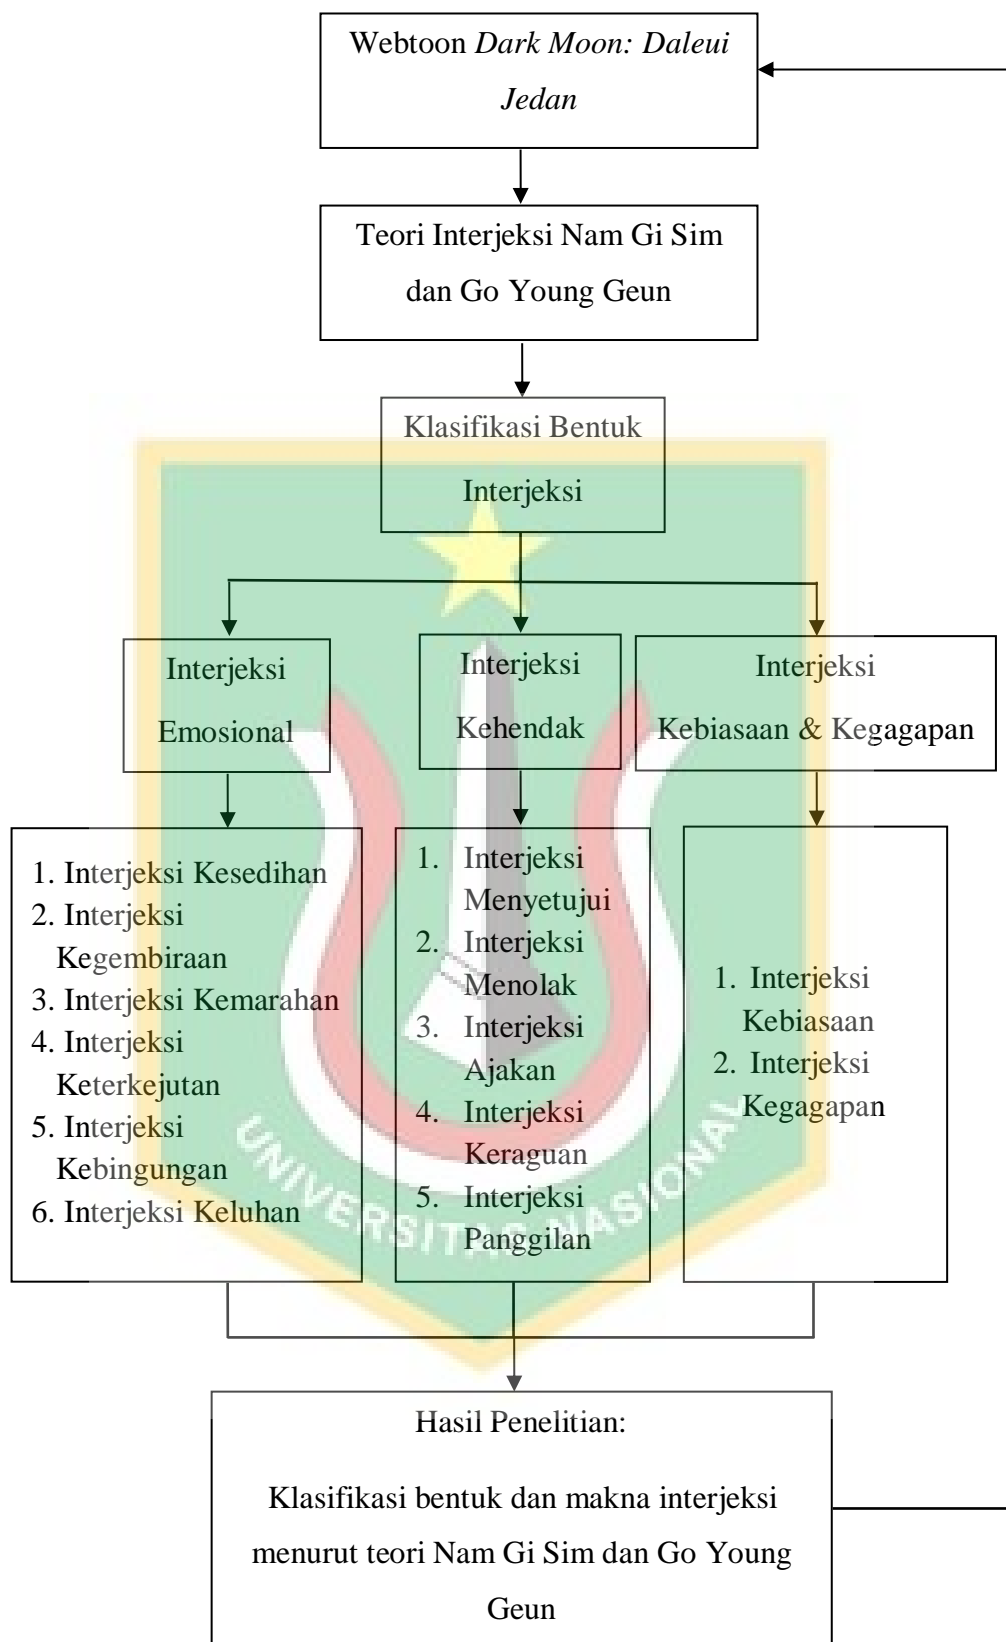 Webtoon Dark Moon: Daleui
Jedan
Teori Interjeksi Nam Gi Sim
dan Go Young Geun
Klasifikasi Bentuk
Interjeksi
Interjeksi
Emosional
Interjeksi
Kehendak
Interjeksi
Kebiasaan & Kegagapan
1. Interjeksi Kesedihan
2. Interjeksi
Kegembiraan
3. Interjeksi Kemarahan
4. Interjeksi
Keterkejutan
5. Interjeksi
Kebingungan
6. Interjeksi Keluhan
1. Interjeksi
Menyetujui
2. Interjeksi
Menolak
3. Interjeksi
Ajakan
4. Interjeksi
Keraguan
5. Interjeksi
Panggilan
1. Interjeksi
Kebiasaan
2. Interjeksi
Kegagapan
UNIVERSITAS NASIONAL
Hasil Penelitian:
Klasifikasi bentuk dan makna interjeksi
menurut teori Nam Gi Sim dan Go Young
Geun